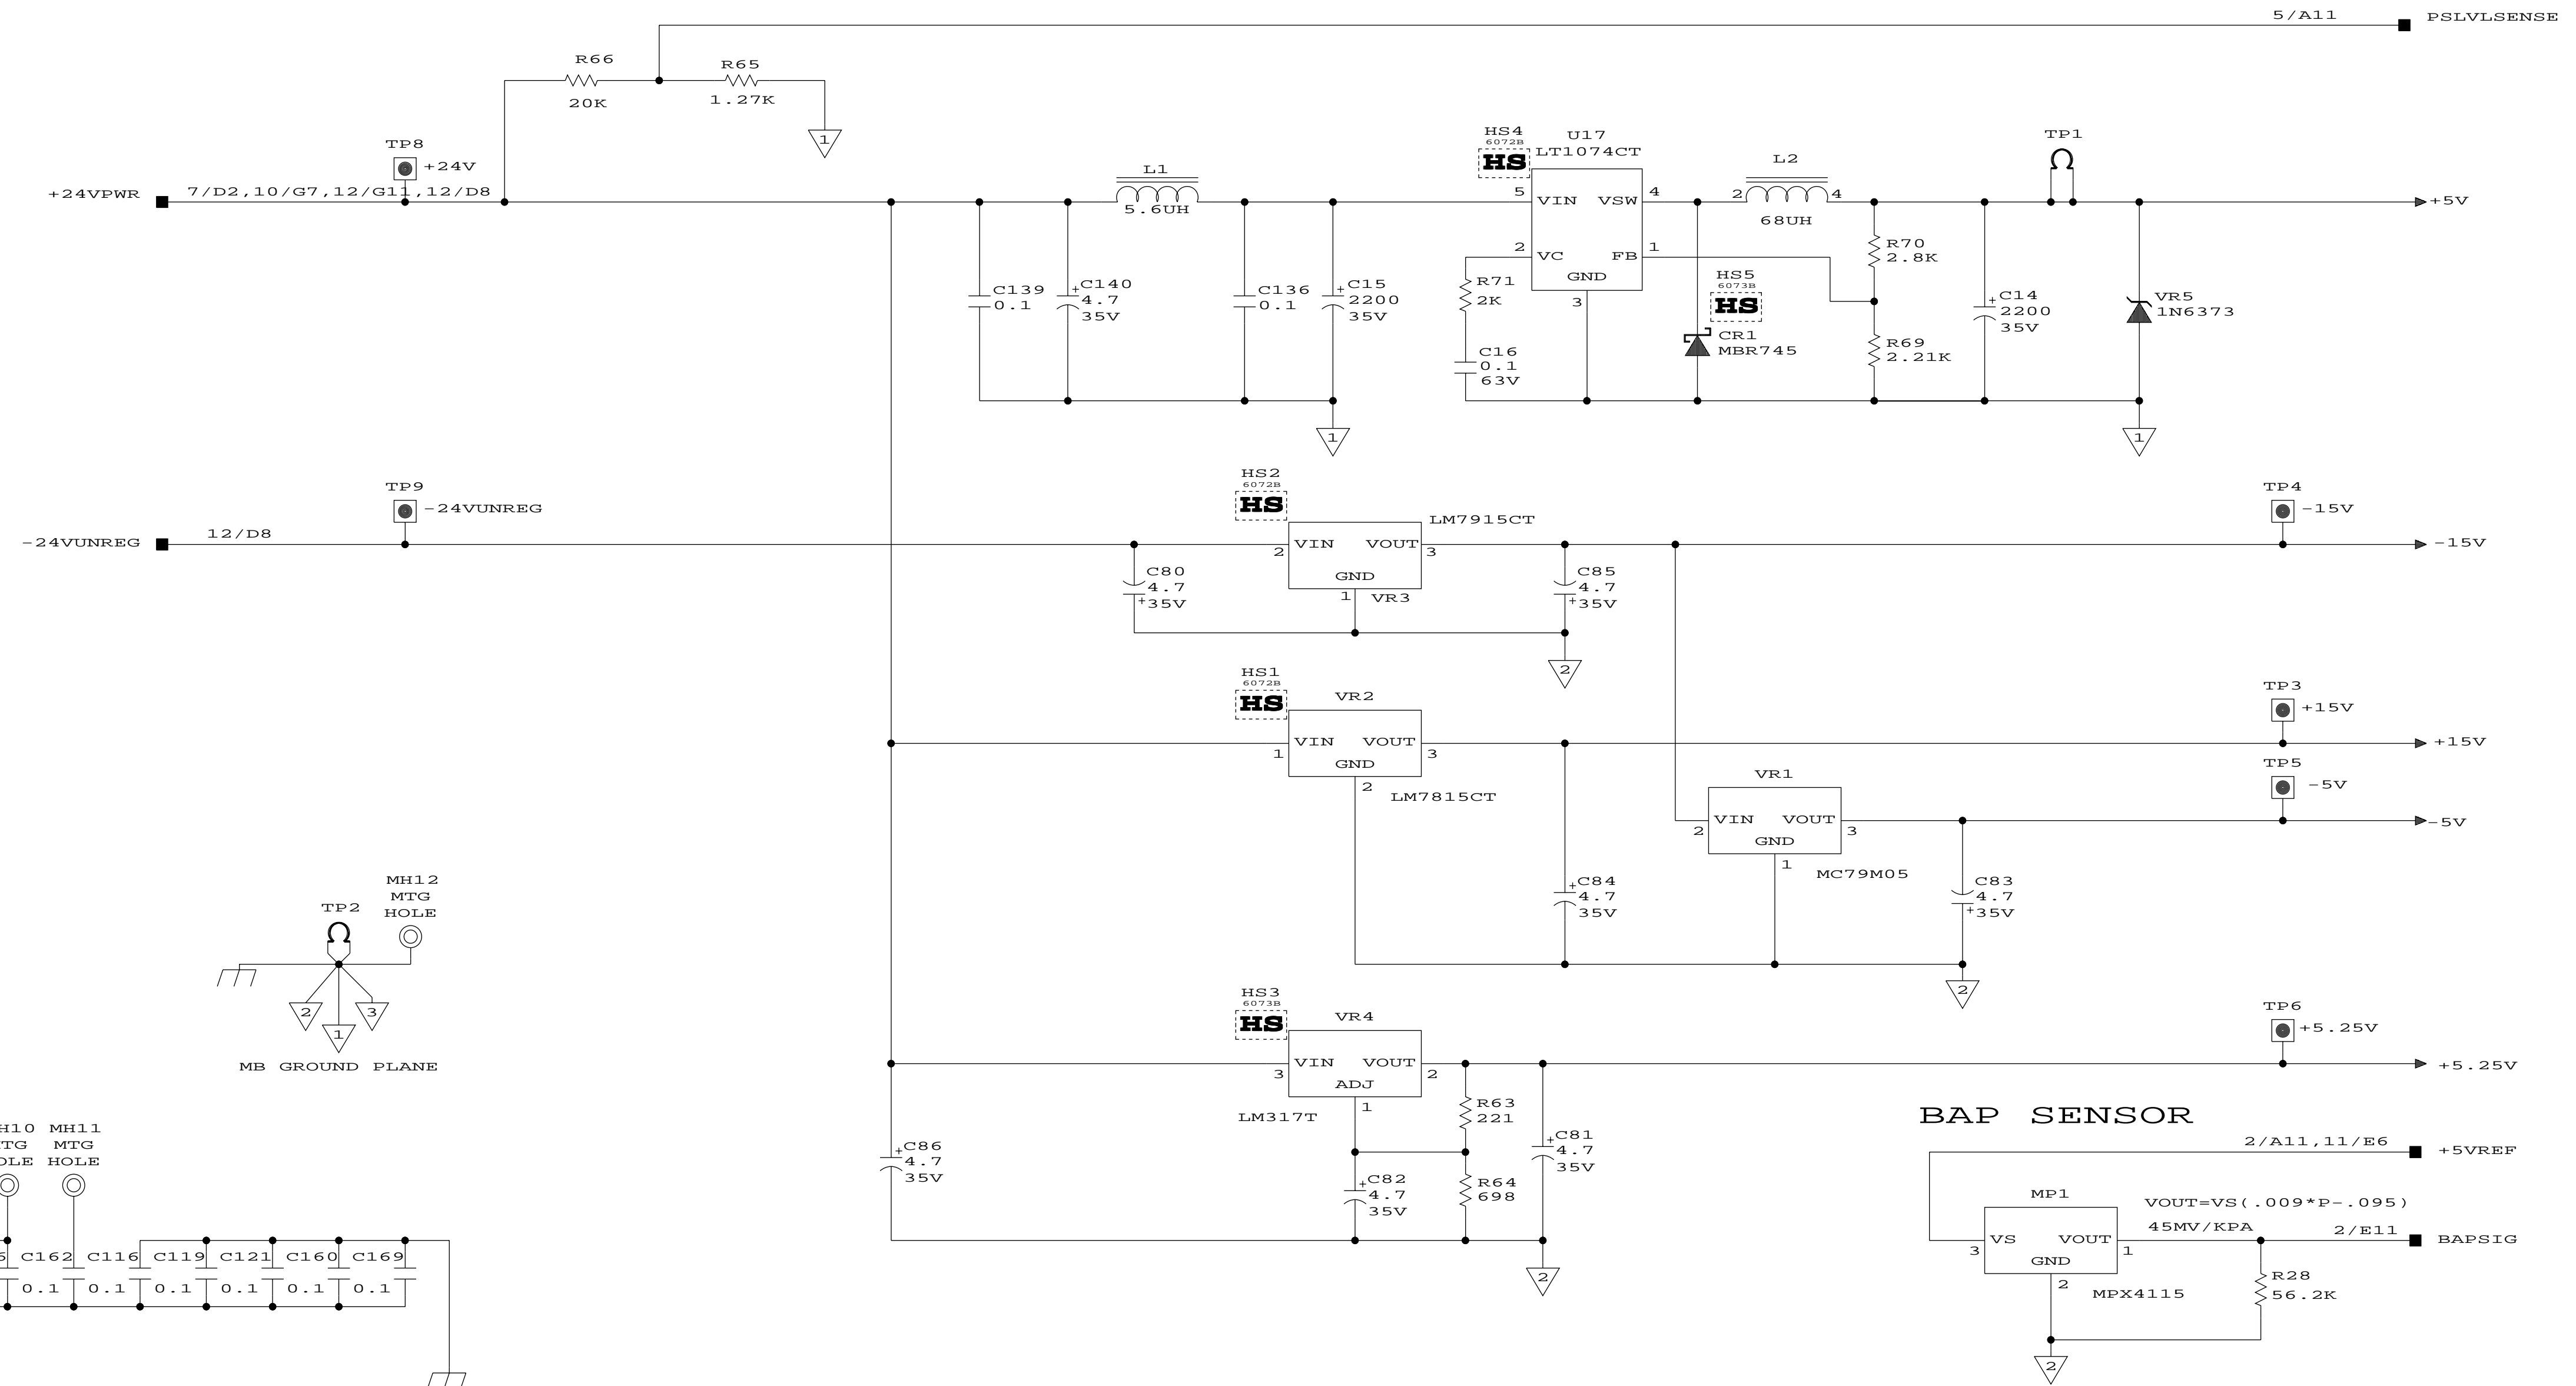 5/A11
PSLVLSENSE
R66
20K
R65
1.27K
1
TP8
+24V
+24VPWR
7/D2,10/G7,12/G11,12/D8
L1
5.6UH
HS4
6072B
HS
U17
LT1074CT
5
VIN
VSW
4
2
VC
FB
1
GND
3
L2
2
4
68UH
TP1
+5V
C139
0.1
+
C140
4.7
35V
C136
0.1
+
C15
2200
35V
1
R71
2K
C16
0.1
63V
HS5
6073B
HS
CR1
MBR745
R70
2.8K
R69
2.21K
+
C14
2200
35V
VR5
1N6373
1
TP9
-24VUNREG
-24VUNREG
12/D8
HS2
6072B
HS
LM7915CT
2
VIN
VOUT
3
GND
1
VR3
C80
4.7
+35V
C85
4.7
+35V
2
TP4
-15V
-15V
HS1
6072B
HS
VR2
1
VIN
VOUT
3
GND
2
LM7815CT
TP3
+15V
+15V
TP5
-5V
-5V
VR1
2
VIN
VOUT
3
GND
1
MC79M05
+
C84
4.7
35V
C83
4.7
+35V
2
TP2
MH12
MTG
HOLE
2
1
3
MB GROUND PLANE
HS3
6073B
HS
VR4
3
VIN
VOUT
2
ADJ
1
LM317T
R63
221
R64
698
+
C81
4.7
35V
+
C82
4.7
35V
+
C86
4.7
35V
2
TP6
+5.25V
+5.25V
H10
TG
OLE
MH11
MTG
HOLE
6
C162
C116
C119
C121
C160
C169
0.1
0.1
0.1
0.1
0.1
0.1
BAP SENSOR
2/A11,11/E6
+5VREF
MP1
VOUT=VS(.009*P-.095)
45MV/KPA
2/E11
BAPSIG
3
VS
VOUT
1
GND
2
MPX4115
R28
56.2K
2